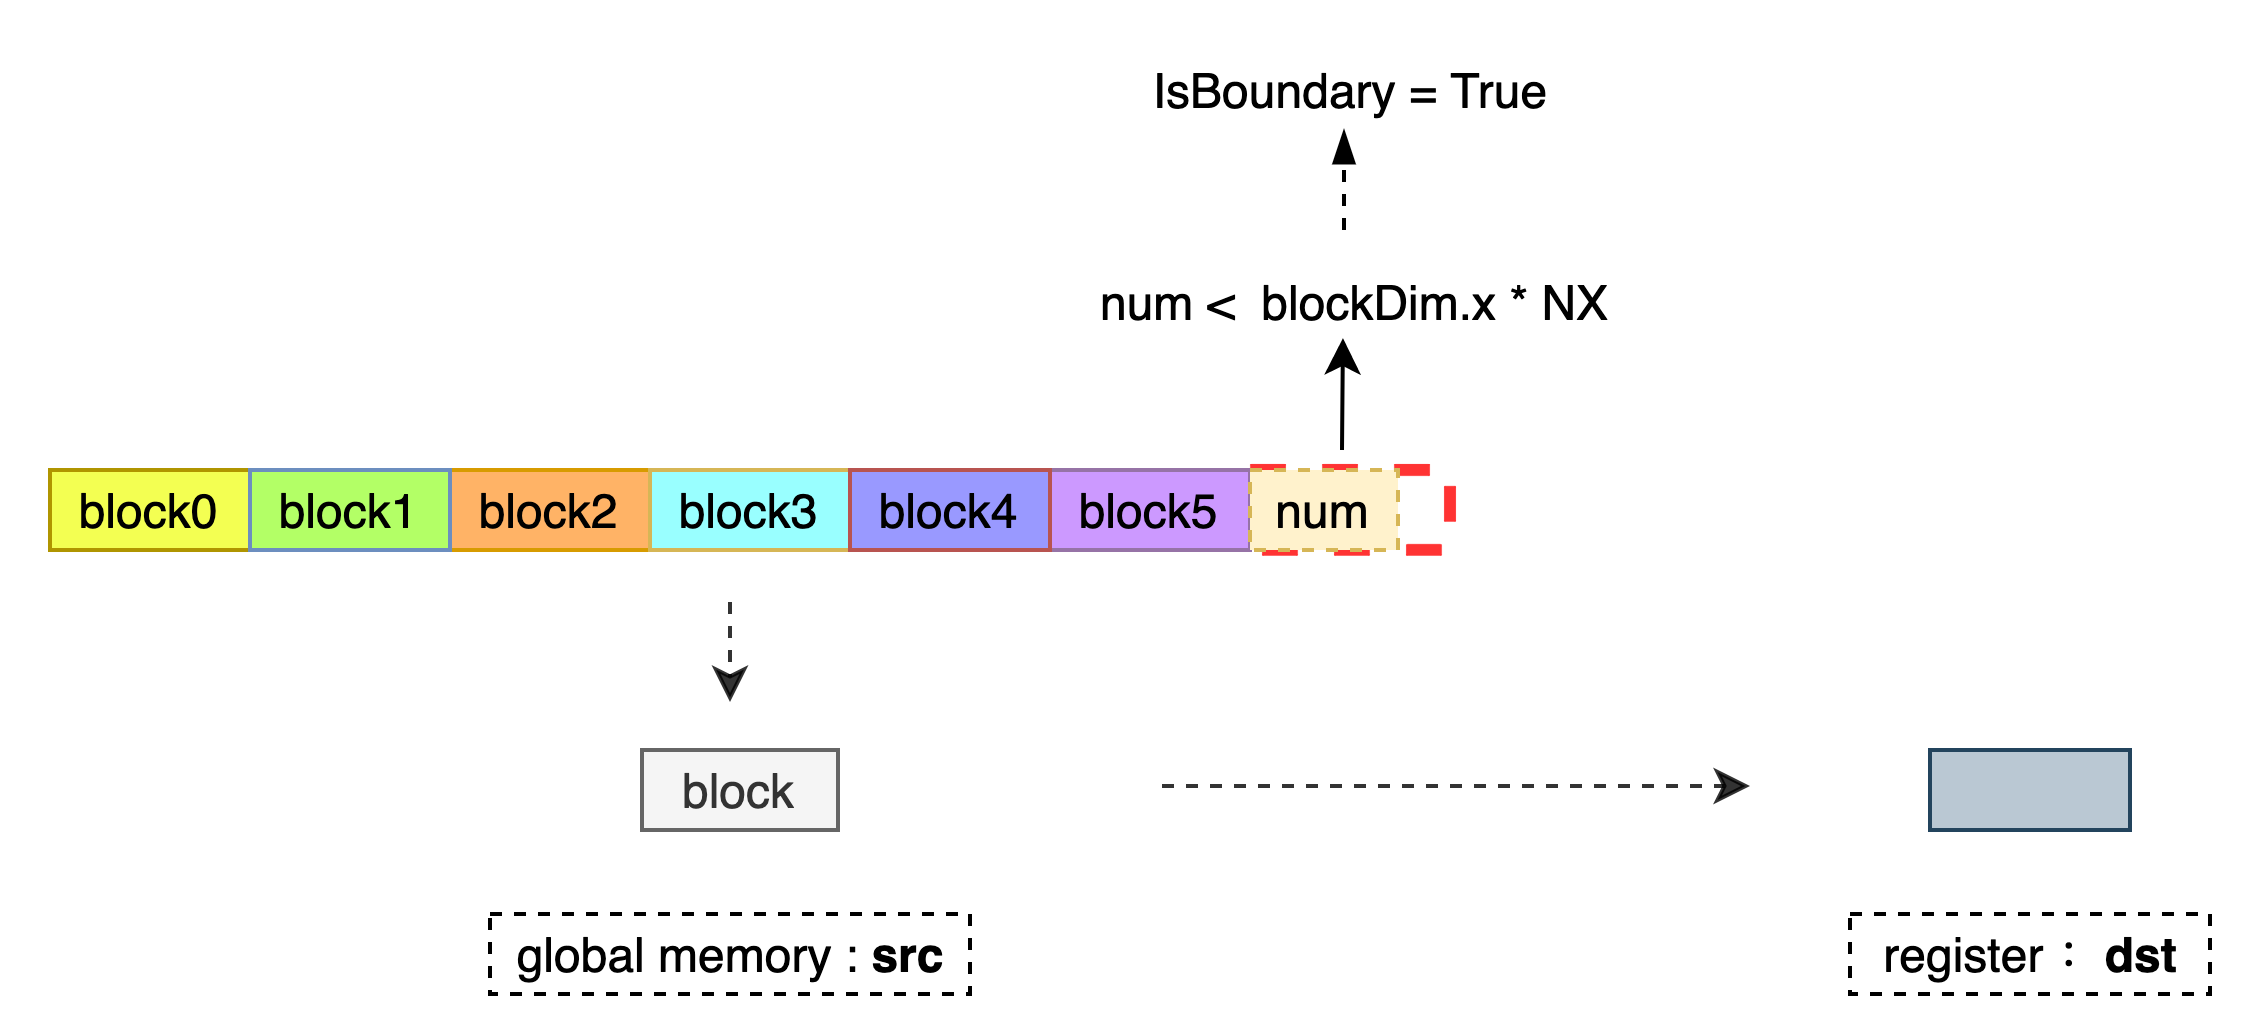 IsBoundary = True
num < blockDim.x * NX
block0 block1 block2 block3 block4 block5 num
block
global memory : src
register： dst